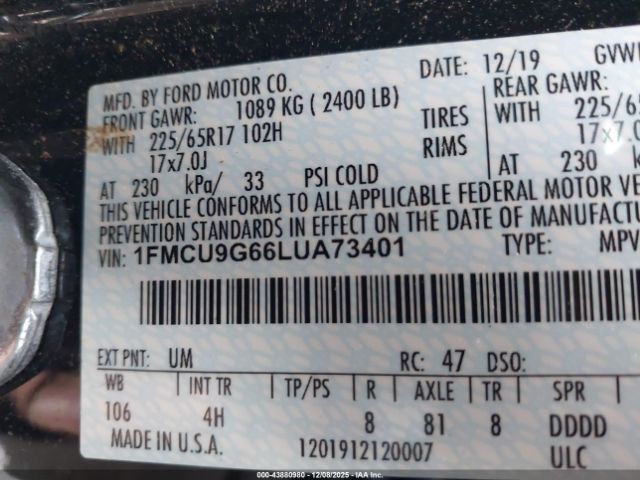 DATE: 12/19 GVW
MFD. BY FORD MOTOR CO. REAR GAWR:
FRONT GAWR: 1089 KG ( 2400 LB) WITH 225/65
WITH 225/65R17 102H TIRES 17x7.0
17x7.0J RIMS AT 230
AT 230 kPa/ 33 PSI COLD
THIS VEHICLE CONFORMS TO ALL APPLICABLE FEDERAL MOTOR VE
PREVENTION STANDARDS IN EFFECT ON THE DATE OF MANUFACTUR
VIN: 1FMCU9G66LUA73401 TYPE: MPV
EXT PNT: UM RC: 47 DSO:
WB INT TR TP/PS R AXLE TR SPR
106 4H 8 81 8 DDDD
MADE IN U.S.A. 1201912120007 ULC
000-43880980 | 12/08/2025 - IAAI.com